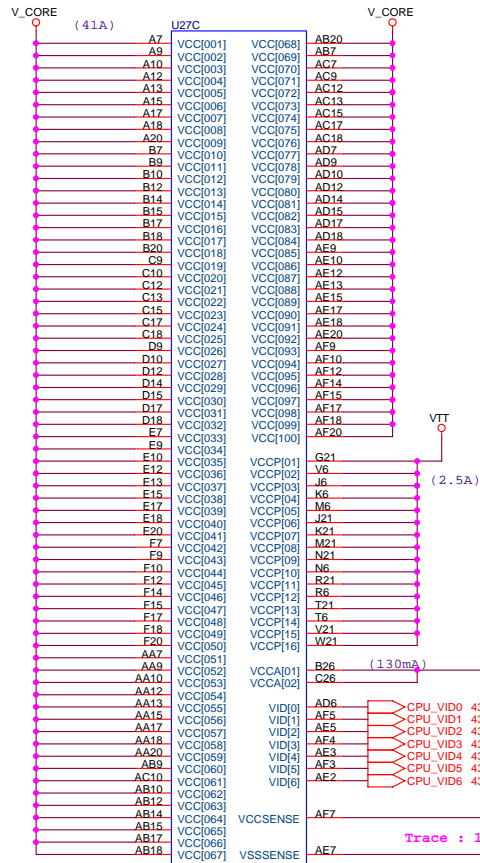 V_CORE (41A) U27C V_CORE
A7 VCC[001] VCC[068] AB20
A9 VCC[002] VCC[069] AB7
A10 VCC[003] VCC[070] AC7
A12 VCC[004] VCC[071] AC9
A13 VCC[005] VCC[072] AC12
A15 VCC[006] VCC[073] AC13
A17 VCC[007] VCC[074] AC15
A18 VCC[008] VCC[075] AC17
A20 VCC[009] VCC[076] AC18
B7 VCC[010] VCC[077] AD7
B9 VCC[011] VCC[078] AD9
B10 VCC[012] VCC[079] AD10
B12 VCC[013] VCC[080] AD12
B14 VCC[014] VCC[081] AD14
B15 VCC[015] VCC[082] AD15
B17 VCC[016] VCC[083] AD17
B18 VCC[017] VCC[084] AD18
B20 VCC[018] VCC[085] AE9
C9 VCC[019] VCC[086] AE10
C10 VCC[020] VCC[087] AE12
C12 VCC[021] VCC[088] AE13
C13 VCC[022] VCC[089] AE15
C15 VCC[023] VCC[090] AE17
C17 VCC[024] VCC[091] AE18
C18 VCC[025] VCC[092] AE20
D9 VCC[026] VCC[093] AF9
D10 VCC[027] VCC[094] AF10
D12 VCC[028] VCC[095] AF12
D14 VCC[029] VCC[096] AF14
D15 VCC[030] VCC[097] AF15
D17 VCC[031] VCC[098] AF17
D18 VCC[032] VCC[099] AF18
E7 VCC[033] VCC[100] AF20 VTT
E9 VCC[034]
E10 VCC[035] VCCP[01] G21
E12 VCC[036] VCCP[02] V6 (2.5A)
E13 VCC[037] VCCP[03] J6
E15 VCC[038] VCCP[04] K6
E17 VCC[039] VCCP[05] M6
E18 VCC[040] VCCP[06] J21
E20 VCC[041] VCCP[07] K21
F7 VCC[042] VCCP[08] M21
F9 VCC[043] VCCP[09] N21
F10 VCC[044] VCCP[10] N6
F12 VCC[045] VCCP[11] R21
F14 VCC[046] VCCP[12] R6
F15 VCC[047] VCCP[13] T21
F17 VCC[048] VCCP[14] T6
F18 VCC[049] VCCP[15] V21
F20 VCC[050] VCCP[16] W21
AA7 VCC[051]
AA9 VCC[052] VCCA[01] B26 (130mA)
AA10 VCC[053] VCCA[02] C26
AA12 VCC[054]
AA13 VCC[055] VID[0] AD6 CPU_VID0 43
AA15 VCC[056] VID[1] AF5 CPU_VID1 43
AA17 VCC[057] VID[2] AE5 CPU_VID2 43
AA18 VCC[058] VID[3] AF4 CPU_VID3 43
AA20 VCC[059] VID[4] AE3 CPU_VID4 43
AB9 VCC[060] VID[5] AF3 CPU_VID5 43
AC10 VCC[061] VID[6] AE2 CPU_VID6 43
AB10 VCC[062]
AB12 VCC[063]
AB14 VCC[064] VCCSENSE AF7
AB15 VCC[065]
AB17 VCC[066] Trace : 1
AB18 VCC[067] VSSSENSE AE7